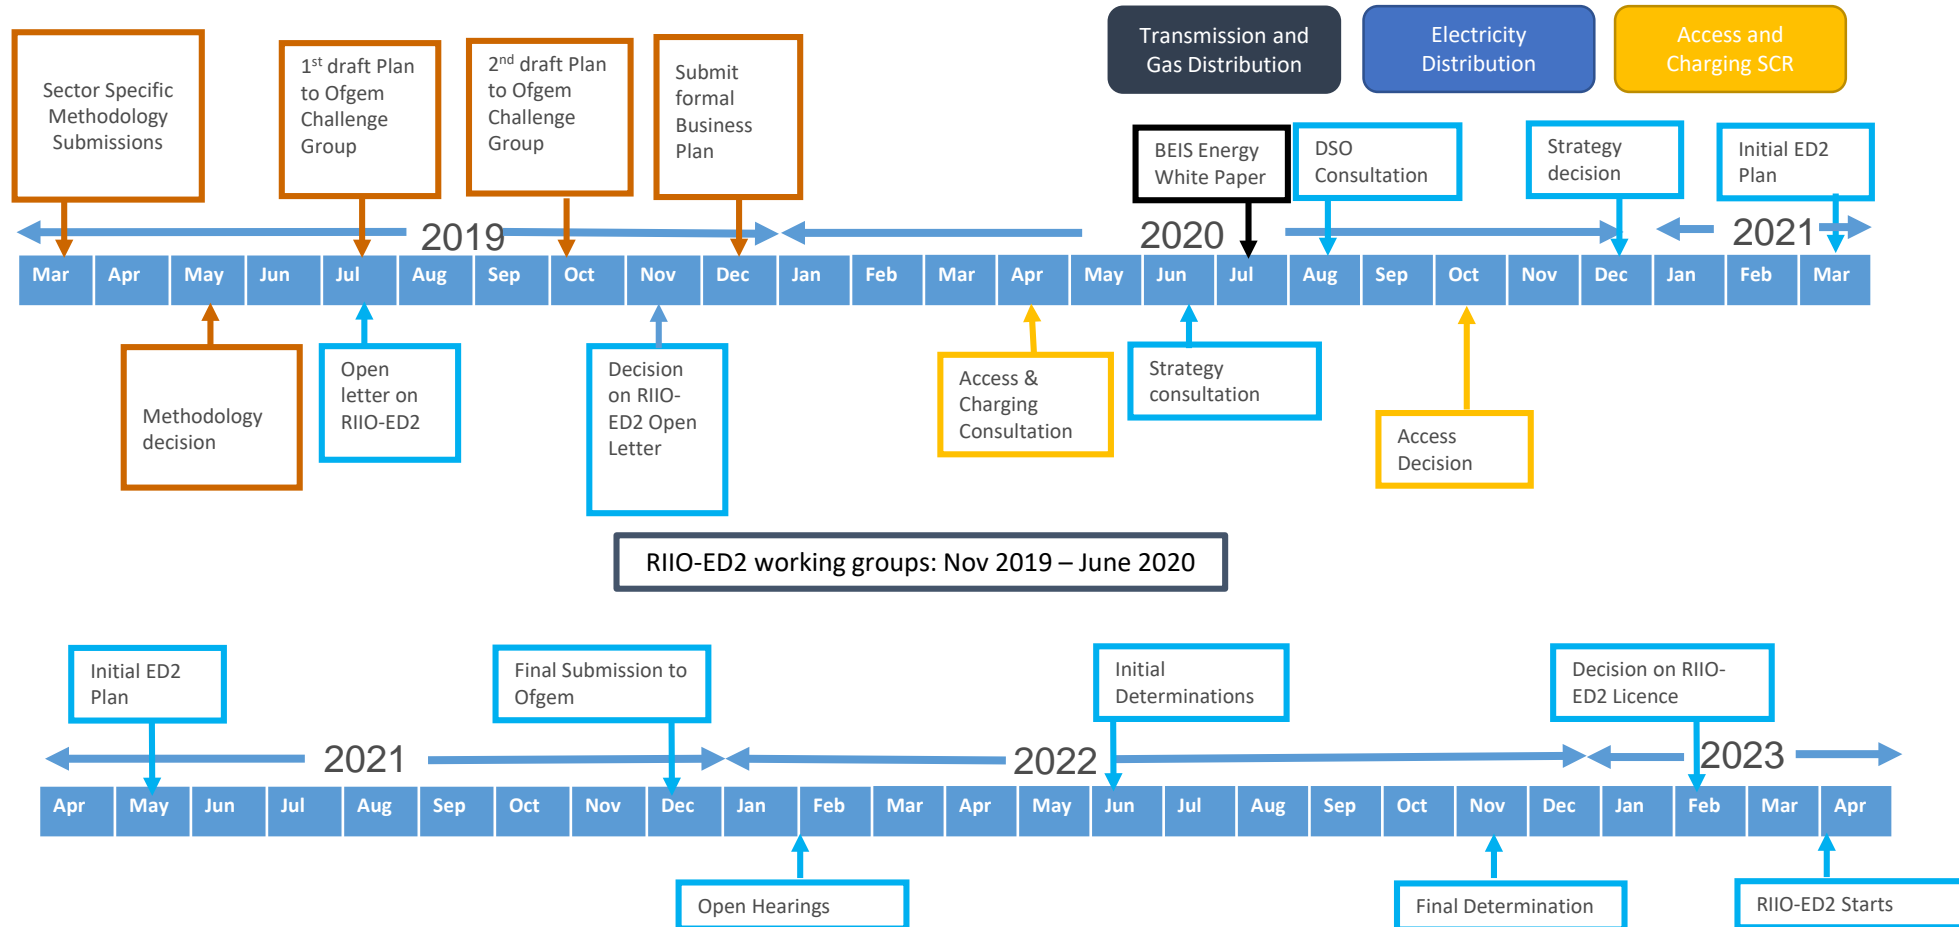 Transmission and
Gas Distribution
Electricity
Distribution
Access and
Charging SCR
Sector Specific
Methodology
Submissions
1st draft Plan
to Ofgem
Challenge
Group
2nd draft Plan
to Ofgem
Challenge
Group
Submit
formal
Business
Plan
BEIS Energy
White Paper
DSO
Consultation
Strategy
decision
Initial ED2
Plan
2019
2020
2021
Mar Apr May Jun Jul Aug Sep Oct Nov Dec Jan Feb Mar Apr May Jun Jul Aug Sep Oct Nov Dec Jan Feb Mar
Methodology
decision
Open
letter on
RIIO-ED2
Decision
on RIIO-
ED2 Open
Letter
Access &
Charging
Consultation
Strategy
consultation
Access
Decision
RIIO-ED2 working groups: Nov 2019 – June 2020
Initial ED2
Plan
Final Submission to
Ofgem
Initial
Determinations
Decision on RIIO-
ED2 Licence
2021
2022
2023
Apr May Jun Jul Aug Sep Oct Nov Dec Jan Feb Mar Apr May Jun Jul Aug Sep Oct Nov Dec Jan Feb Mar Apr
Open Hearings
Final Determination
RIIO-ED2 Starts